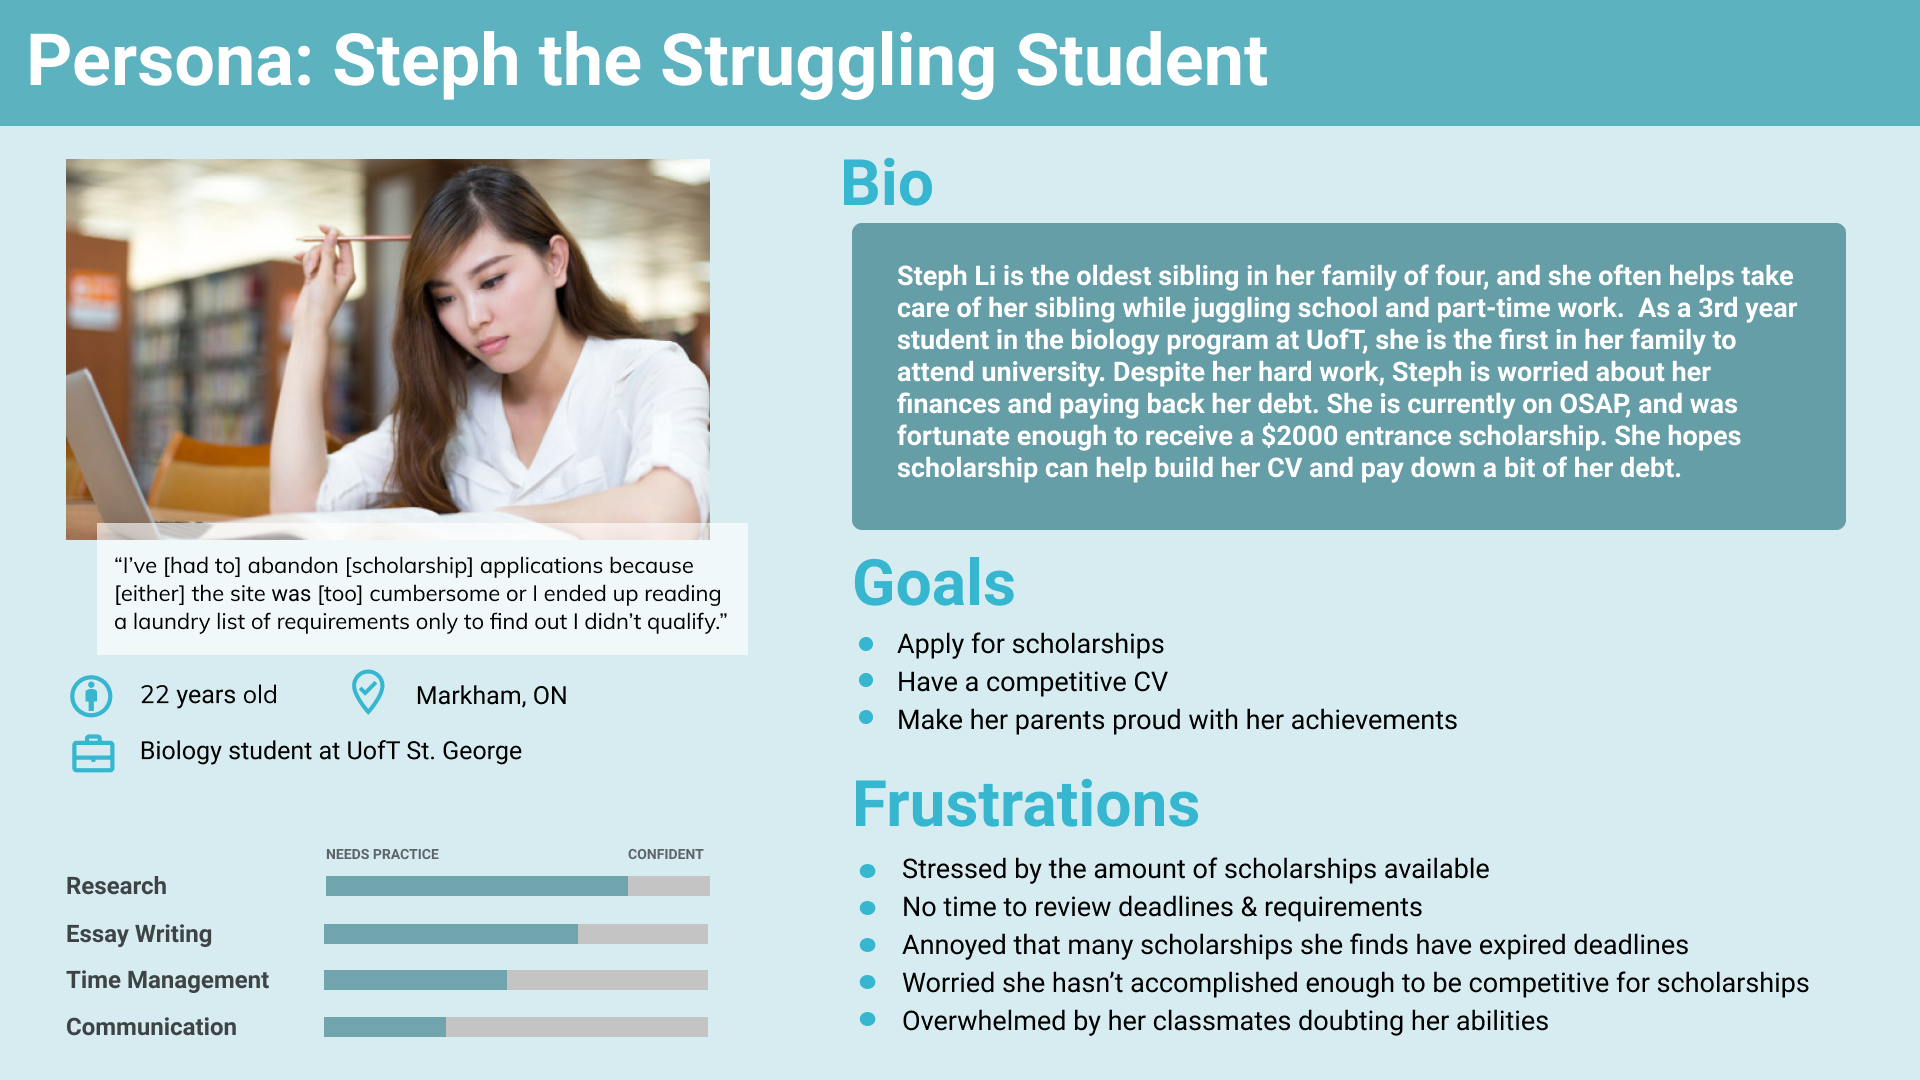 Persona: Steph the Struggling Student
“I’ve [had to] abandon [scholarship] applications because
[either] the site was [too] cumbersome or I ended up reading
a laundry list of requirements only to find out I didn’t qualify.”
22 years old
Markham, ON
Biology student at UofT St. George
NEEDS PRACTICE
CONFIDENT
Research
Essay Writing
Time Management
Communication
Bio
Steph Li is the oldest sibling in her family of four, and she often helps take
care of her sibling while juggling school and part-time work.  As a 3rd year
student in the biology program at UofT, she is the first in her family to
attend university. Despite her hard work, Steph is worried about her
finances and paying back her debt. She is currently on OSAP, and was
fortunate enough to receive a $2000 entrance scholarship. She hopes
scholarship can help build her CV and pay down a bit of her debt.
Goals
Apply for scholarships
Have a competitive CV
Make her parents proud with her achievements
Frustrations
Stressed by the amount of scholarships available
No time to review deadlines & requirements
Annoyed that many scholarships she finds have expired deadlines
Worried she hasn’t accomplished enough to be competitive for scholarships
Overwhelmed by her classmates doubting her abilities